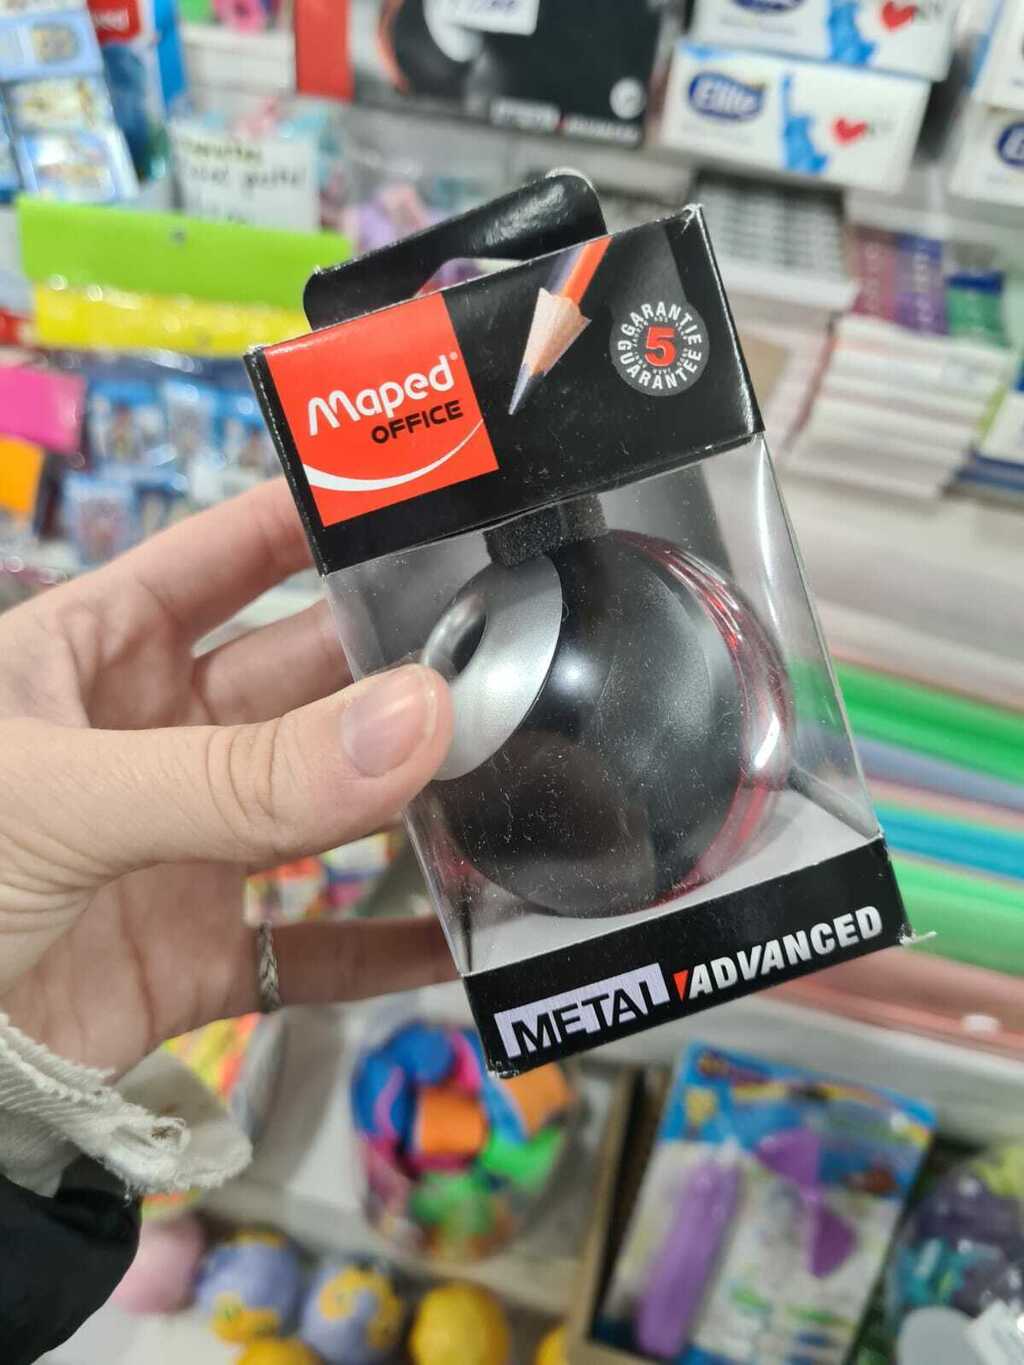 Elite
Maped®
OFFICE
GARANTIE
5
GUARANTEE
METAL ADVANCED